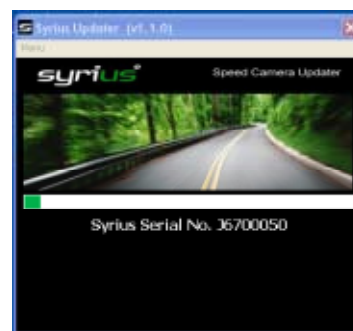 Syrius Updater (v1.1.0)
Menu
syrius
Speed Camera Updater
Syrius Serial No. J6700050